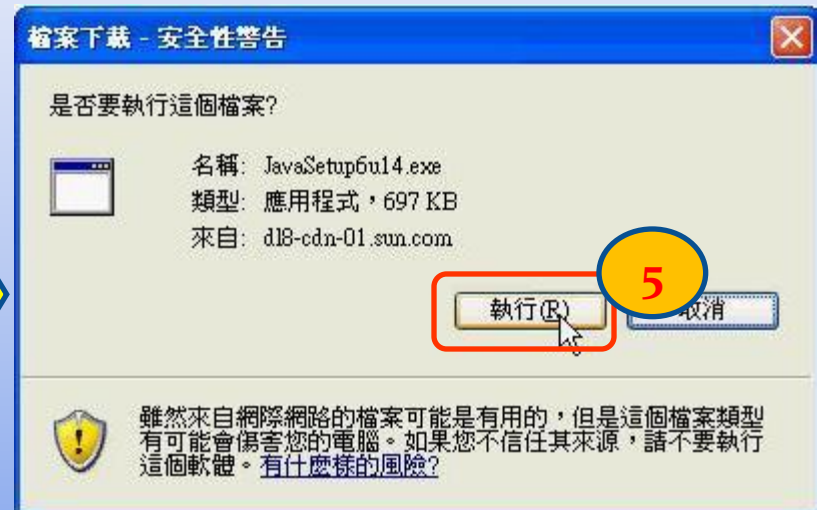 檔案下載 - 安全性警告
是否要執行這個檔案?
名稱: JavaSetup6u14.exe
類型: 應用程式，697 KB
來自: dl8-cdn-01.sun.com
5
執行(R) 取消
雖然來自網際網路的檔案可能是有用的，但是這個檔案類型
有可能會傷害您的電腦。如果您不信任其來源，請不要執行
這個軟體。有什麼樣的風險?